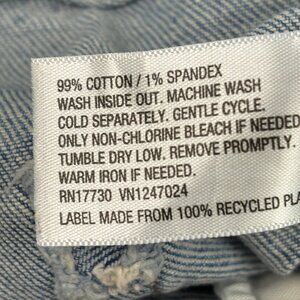 99% COTTON / 1% SPANDEX
WASH INSIDE OUT. MACHINE WASH
COLD SEPARATELY. GENTLE CYCLE.
ONLY NON-CHLORINE BLEACH IF NEEDED
TUMBLE DRY LOW. REMOVE PROMPTLY.
WARM IRON IF NEEDED.
RN17730 VN1247024
LABEL MADE FROM 100% RECYCLED PLA